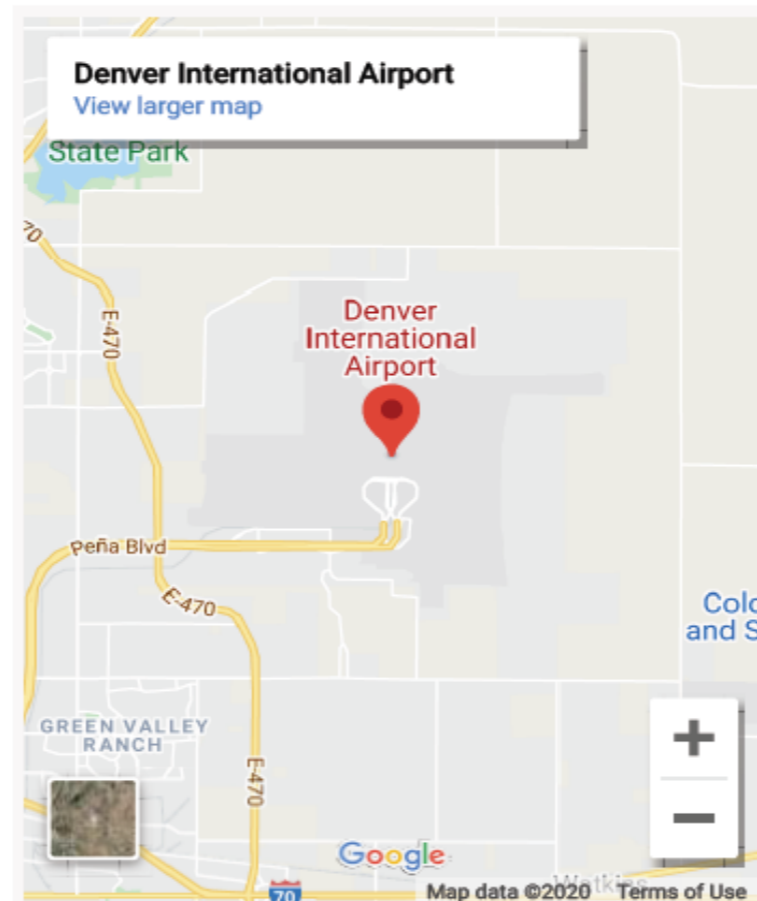 Denver International Airport
View larger map
State Park
70
E-470
Denver
International
Airport
Peña Blvd
E-470
Colo
and S
GREEN VALLEY
RANCH
E-470
+
−
Google
70
Watkins
Map data ©2020 Terms of Use